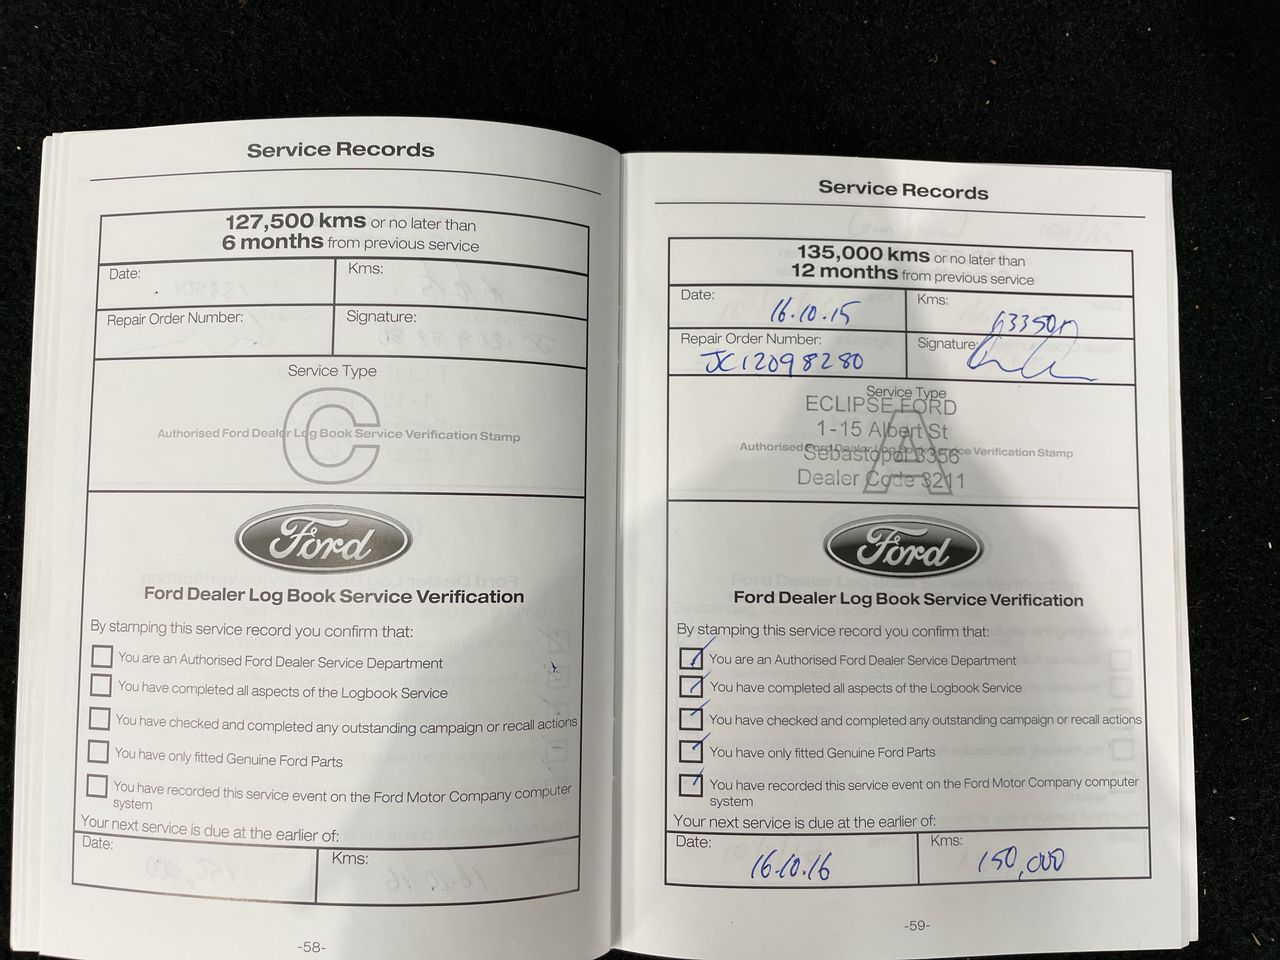 Service Records
127,500 kms or no later than
6 months from previous service
Date:
Kms:
Repair Order Number:
Signature:
Service Type
C
Authorised Ford Dealer Log Book Service Verification Stamp
Ford
Ford Dealer Log Book Service Verification
By stamping this service record you confirm that:
You are an Authorised Ford Dealer Service Department
You have completed all aspects of the Logbook Service
You have checked and completed any outstanding campaign or recall actions
You have only fitted Genuine Ford Parts
You have recorded this service event on the Ford Motor Company computer
system
Your next service is due at the earlier of:
Date:
Kms:
-58-
Service Records
135,000 kms or no later than
12 months from previous service
Date:
16.10.15
Kms:
Repair Order Number:
JC12098280
Signature:
Service Type
ECLIPSE FORD
1-15 Albert St
A
Authorised Ford Dealer Log Book Service Verification Stamp
Sebastopol 3356
Dealer Code 3211
Ford
Ford Dealer Log Book Service Verification
By stamping this service record you confirm that:
You are an Authorised Ford Dealer Service Department
You have completed all aspects of the Logbook Service
You have checked and completed any outstanding campaign or recall actions
You have only fitted Genuine Ford Parts
You have recorded this service event on the Ford Motor Company computer
system
Your next service is due at the earlier of:
Date:
16.10.16
Kms:
150,000
-59-